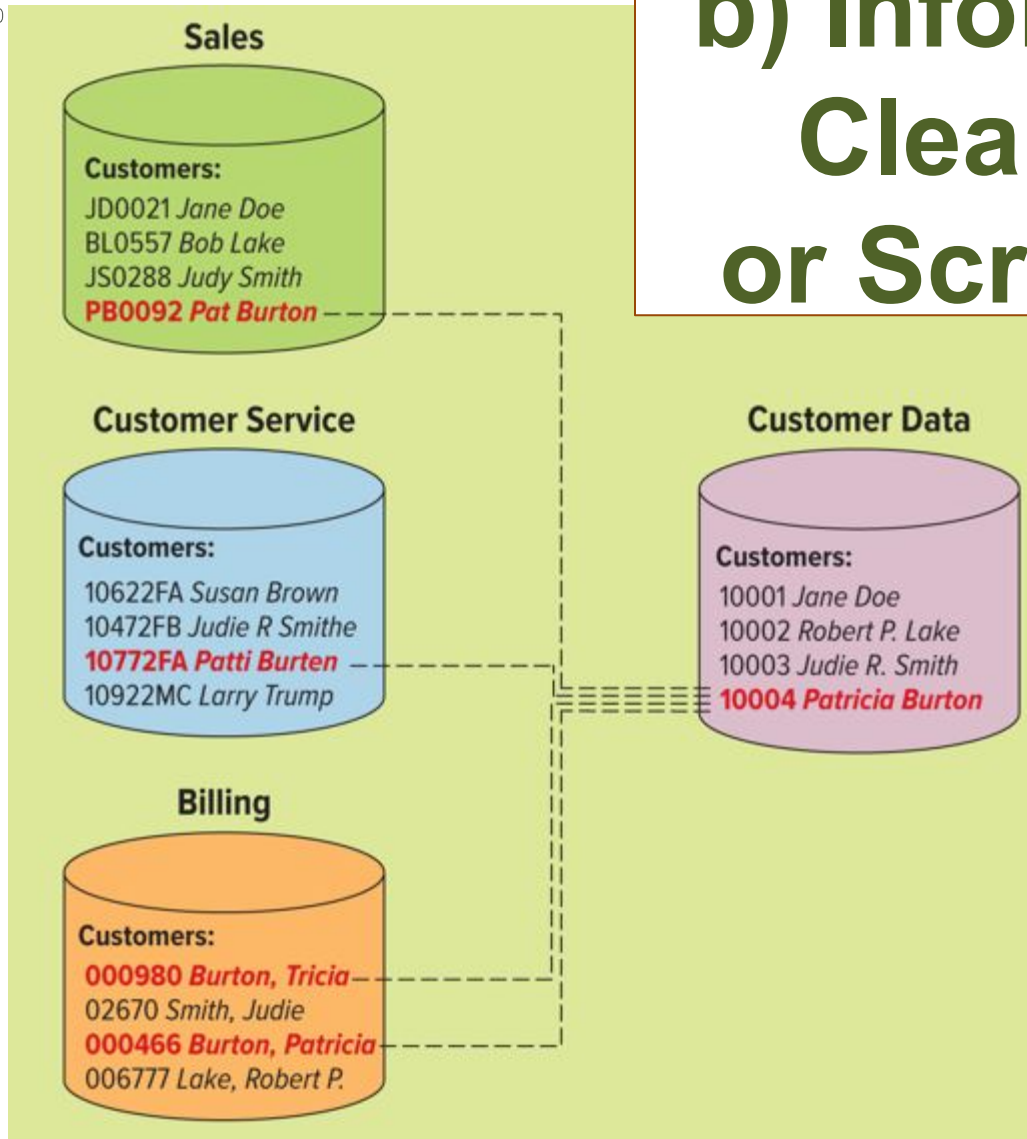 b) Infor
Clea
or Scr
Sales
Customers:
JD0021 Jane Doe
BL0557 Bob Lake
JS0288 Judy Smith
PB0092 Pat Burton
Customer Service
Customers:
10622FA Susan Brown
10472FB Judie R Smithe
10772FA Patti Burten
10922MC Larry Trump
Billing
Customers:
000980 Burton, Tricia
02670 Smith, Judie
000466 Burton, Patricia
006777 Lake, Robert P.
Customer Data
Customers:
10001 Jane Doe
10002 Robert P. Lake
10003 Judie R. Smith
10004 Patricia Burton